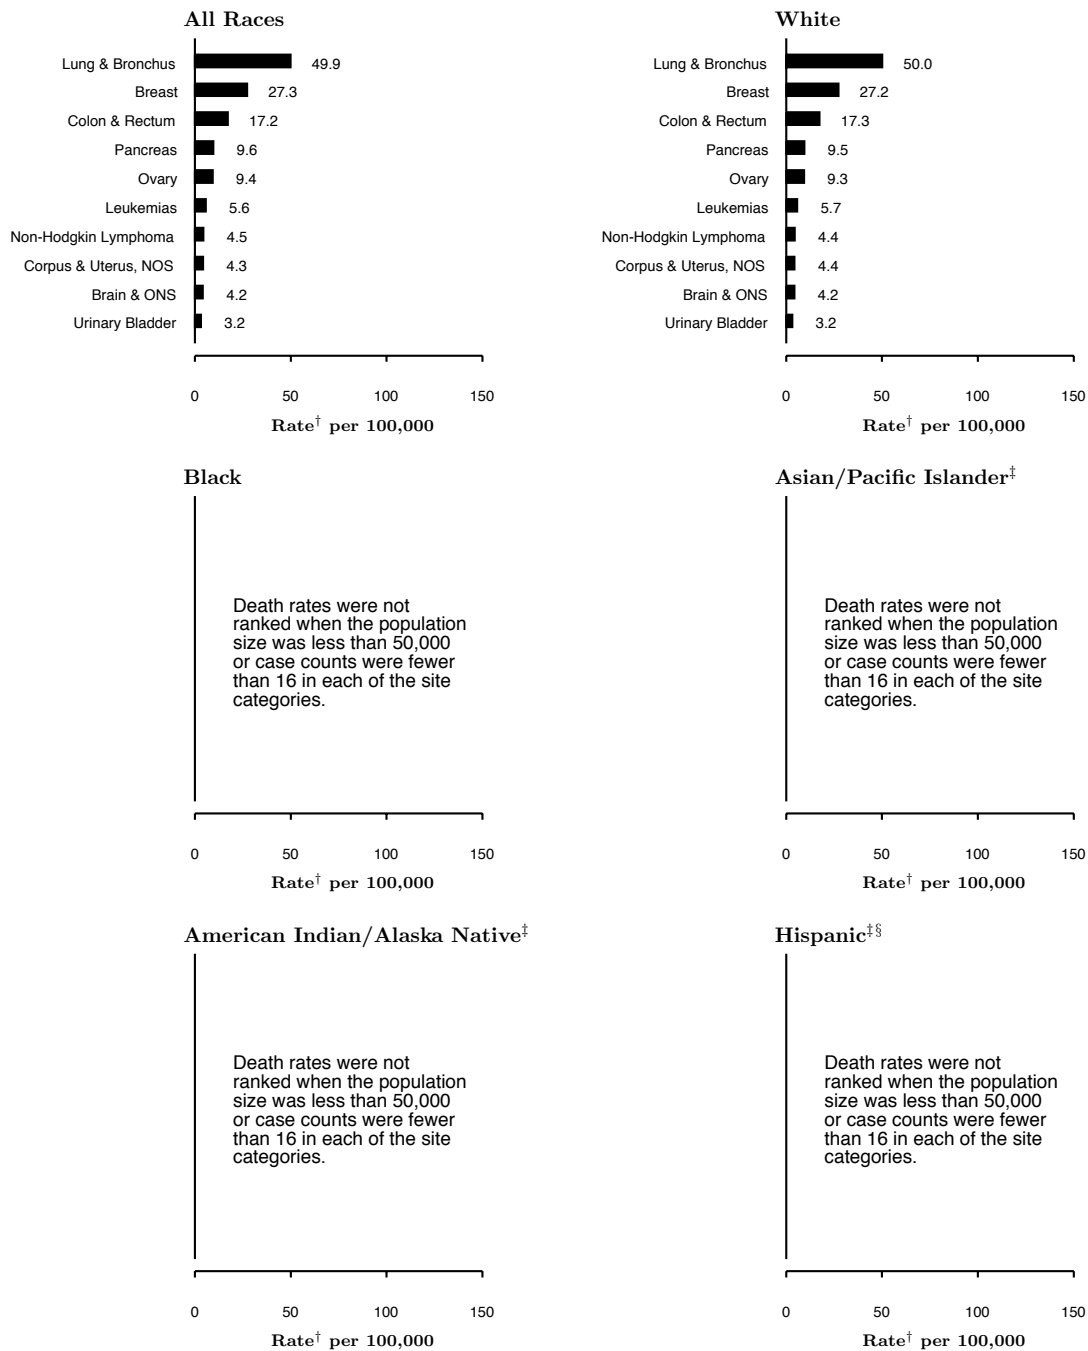 All Races
Lung & Bronchus 49.9
Breast 27.3
Colon & Rectum 17.2
Pancreas 9.6
Ovary 9.4
Leukemias 5.6
Non-Hodgkin Lymphoma 4.5
Corpus & Uterus, NOS 4.3
Brain & ONS 4.2
Urinary Bladder 3.2
0 50 100 150
Rate† per 100,000
White
Lung & Bronchus 50.0
Breast 27.2
Colon & Rectum 17.3
Pancreas 9.5
Ovary 9.3
Leukemias 5.7
Non-Hodgkin Lymphoma 4.4
Corpus & Uterus, NOS 4.4
Brain & ONS 4.2
Urinary Bladder 3.2
0 50 100 150
Rate† per 100,000
Black
Death rates were not
ranked when the population
size was less than 50,000
or case counts were fewer
than 16 in each of the site
categories.
0 50 100 150
Rate† per 100,000
Asian/Pacific Islander‡
Death rates were not
ranked when the population
size was less than 50,000
or case counts were fewer
than 16 in each of the site
categories.
0 50 100 150
Rate† per 100,000
American Indian/Alaska Native‡
Death rates were not
ranked when the population
size was less than 50,000
or case counts were fewer
than 16 in each of the site
categories.
0 50 100 150
Rate† per 100,000
Hispanic‡§
Death rates were not
ranked when the population
size was less than 50,000
or case counts were fewer
than 16 in each of the site
categories.
0 50 100 150
Rate† per 100,000